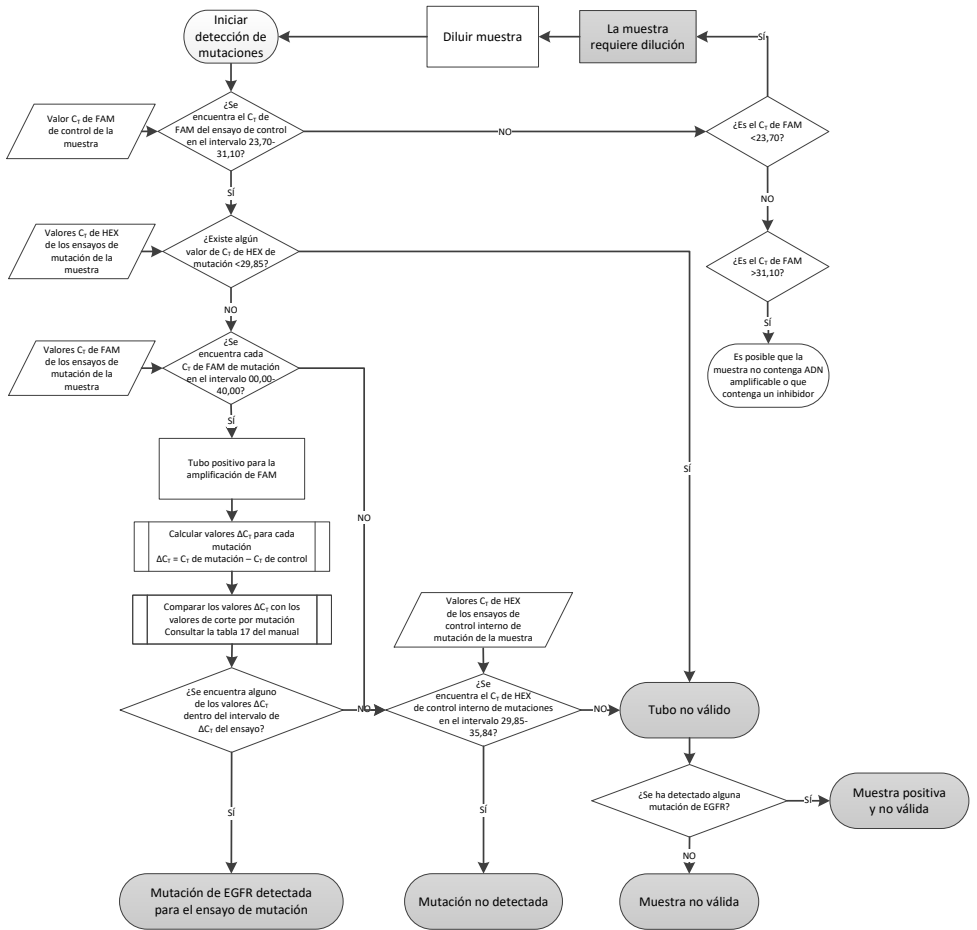 Iniciar
detección de
mutaciones
Diluir muestra
La muestra
requiere dilución
SÍ
Valor CT de FAM
de control de la
muestra
¿Se
encuentra el CT de
FAM del ensayo de control
en el intervalo 23,70-
31,10?
NO
¿Es el CT de FAM
<23,70?
SÍ
NO
Valores CT de HEX
de los ensayos de
mutación de la
muestra
¿Existe algún
valor de CT de HEX de
mutación <29,85?
¿Es el CT de FAM
>31,10?
NO
SÍ
Valores CT de FAM
de los ensayos de
mutación de la
muestra
¿Se
encuentra cada
CT de FAM de mutación
en el intervalo 00,00-
40,00?
Es posible que la
muestra no contenga ADN
amplificable o que
contenga un inhibidor
SÍ
Tubo positivo para la
amplificación de FAM
SÍ
NO
Calcular valores ΔCT para cada
mutación
ΔCT = CT de mutación – CT de control
Comparar los valores ΔCT con los
valores de corte por mutación
Consultar la tabla 17 del manual
Valores CT de HEX
de los ensayos de
control interno de
mutación de la muestra
¿Se encuentra alguno
de los valores ΔCT
dentro del intervalo de
ΔCT del ensayo?
NO
¿Se
encuentra el CT de HEX
de control interno de mutaciones
en el intervalo 29,85-
35,84?
NO
Tubo no válido
SÍ
SÍ
¿Se ha detectado alguna
mutación de EGFR?
SÍ
Muestra positiva
y no válida
NO
Mutación de EGFR detectada
para el ensayo de mutación
Mutación no detectada
Muestra no válida